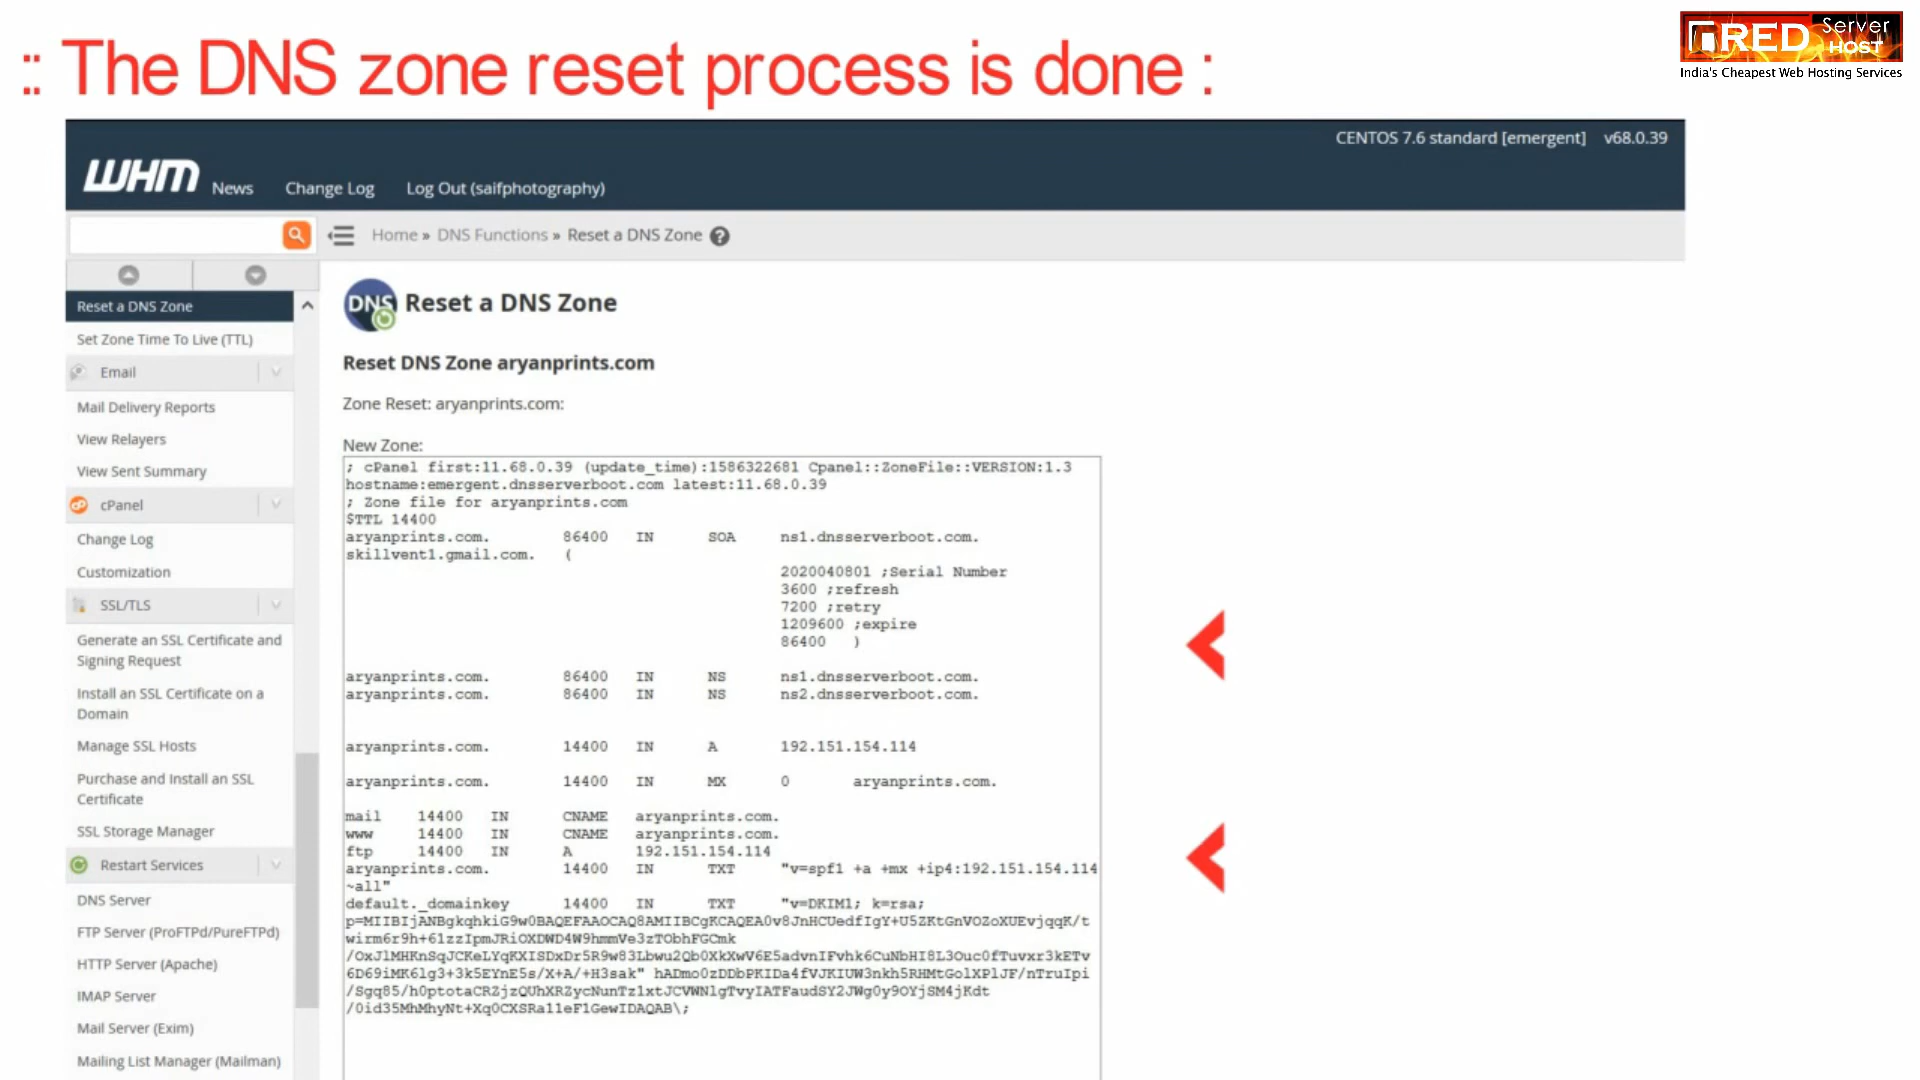 :: The DNS zone reset process is done :
RED Server HOST
India's Cheapest Web Hosting Services
CENTOS 7.6 standard [emergent] v68.0.39
WHM News Change Log Log Out (saifphotography)
Home » DNS Functions » Reset a DNS Zone
Reset a DNS Zone
Set Zone Time To Live (TTL)
Email
Mail Delivery Reports
View Relayers
View Sent Summary
cPanel
Change Log
Customization
SSL/TLS
Generate an SSL Certificate and
Signing Request
Install an SSL Certificate on a
Domain
Manage SSL Hosts
Purchase and Install an SSL
Certificate
SSL Storage Manager
Restart Services
DNS Server
FTP Server (ProFTPd/PureFTPd)
HTTP Server (Apache)
IMAP Server
Mail Server (Exim)
Mailing List Manager (Mailman)
DNS Reset a DNS Zone
Reset DNS Zone aryanprints.com
Zone Reset: aryanprints.com:
New Zone:
; cPanel first:11.68.0.39 (update_time):1586322681 Cpanel::ZoneFile::VERSION:1.3
hostname:emergent.dnsserverboot.com latest:11.68.0.39
; Zone file for aryanprints.com
$TTL 14400
aryanprints.com. 86400 IN SOA ns1.dnsserverboot.com.
skillvent1.gmail.com. (
2020040801 ;Serial Number
3600 ;refresh
7200 ;retry
1209600 ;expire
86400 )
aryanprints.com. 86400 IN NS ns1.dnsserverboot.com.
aryanprints.com. 86400 IN NS ns2.dnsserverboot.com.
aryanprints.com. 14400 IN A 192.151.154.114
aryanprints.com. 14400 IN MX 0 aryanprints.com.
mail 14400 IN CNAME aryanprints.com.
www 14400 IN CNAME aryanprints.com.
ftp 14400 IN A 192.151.154.114
aryanprints.com. 14400 IN TXT "v=spf1 +a +mx +ip4:192.151.154.114
~all"
default._domainkey 14400 IN TXT "v=DKIM1; k=rsa;